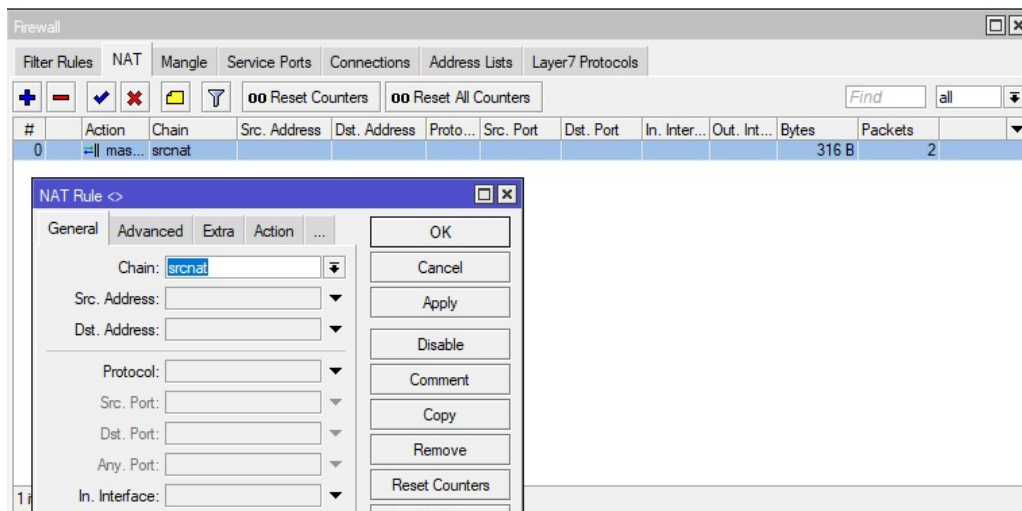 Firewall
Filter Rules NAT Mangle Service Ports Connections Address Lists Layer7 Protocols
00 Reset Counters 00 Reset All Counters Find all
# Action Chain Src. Address Dst. Address Proto... Src. Port Dst. Port In. Inter... Out. Int... Bytes Packets
0 mas... srcnat 316 B 2
NAT Rule <>
General Advanced Extra Action ...
OK
Chain: srcnat
Cancel
Src. Address:
Apply
Dst. Address:
Disable
Protocol:
Comment
Src. Port:
Copy
Dst. Port:
Remove
Any. Port:
Reset Counters
In. Interface:
1 i